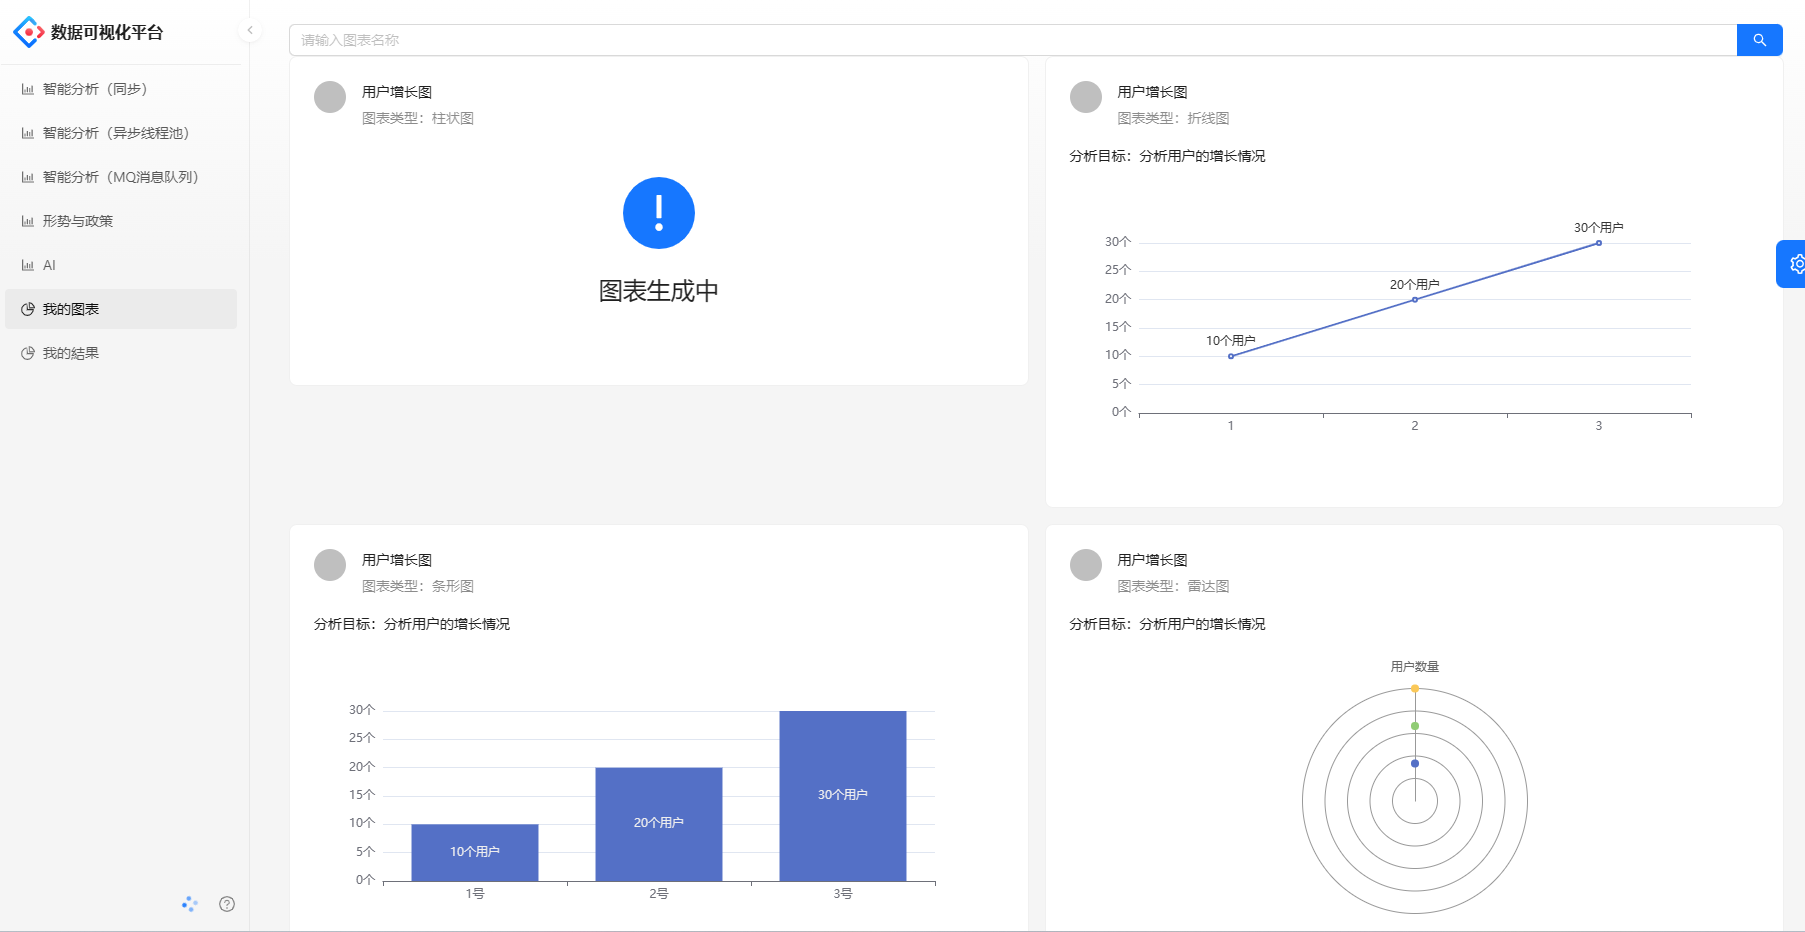 数据可视化平台
智能分析（同步）
智能分析（异步线程池）
智能分析（MQ消息队列）
形势与政策
AI
我的图表
我的结果
请输入图表名称
用户增长图
图表类型：柱状图
图表生成中
用户增长图
图表类型：折线图
分析目标：分析用户的增长情况
30个
25个
20个
15个
10个
5个
0个
10个用户
20个用户
30个用户
1
2
3
用户增长图
图表类型：条形图
分析目标：分析用户的增长情况
30个
25个
20个
15个
10个
5个
0个
10个用户
20个用户
30个用户
1号
2号
3号
用户增长图
图表类型：雷达图
分析目标：分析用户的增长情况
用户数量